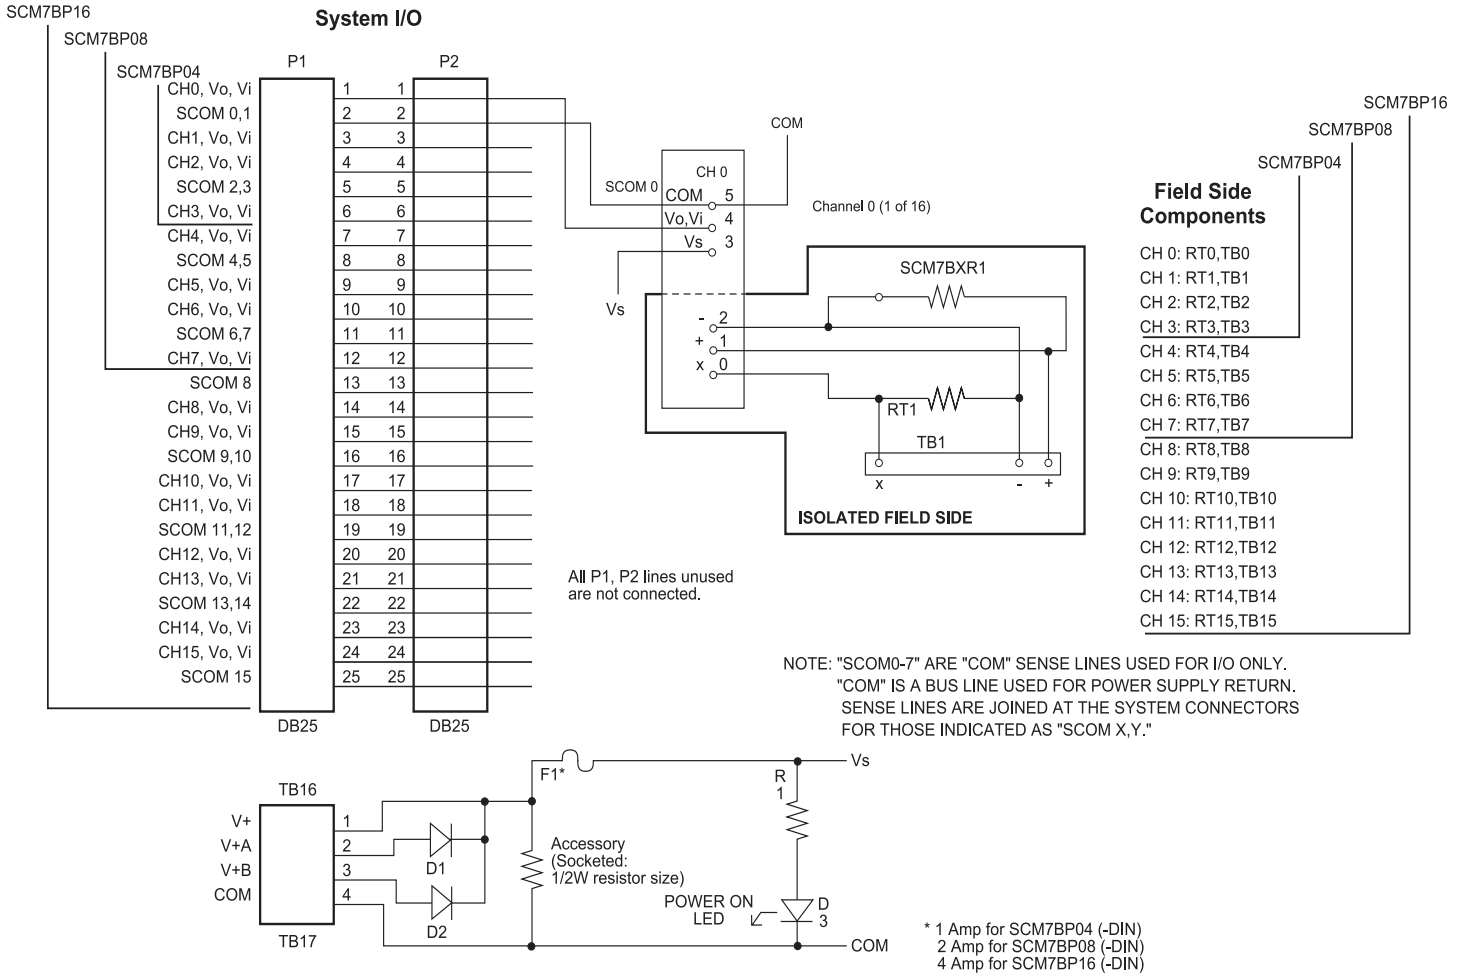 SCM7BP16
SCM7BP08
SCM7BP04
System I/O
P1
P2
CH0, Vo, Vi 1 1
SCOM 0,1 2 2
CH1, Vo, Vi 3 3
CH2, Vo, Vi 4 4
SCOM 2,3 5 5
CH3, Vo, Vi 6 6
CH4, Vo, Vi 7 7
SCOM 4,5 8 8
CH5, Vo, Vi 9 9
CH6, Vo, Vi 10 10
SCOM 6,7 11 11
CH7, Vo, Vi 12 12
SCOM 8 13 13
CH8, Vo, Vi 14 14
CH9, Vo, Vi 15 15
SCOM 9,10 16 16
CH10, Vo, Vi 17 17
CH11, Vo, Vi 18 18
SCOM 11,12 19 19
CH12, Vo, Vi 20 20
CH13, Vo, Vi 21 21
SCOM 13,14 22 22
CH14, Vo, Vi 23 23
CH15, Vo, Vi 24 24
SCOM 15 25 25
DB25
DB25
COM
CH 0
SCOM 0
COM 5
Vo,Vi 4
Vs 3
Vs
- 2
+ 1
x 0
Channel 0 (1 of 16)
SCM7BXR1
RT1
TB1
x - +
ISOLATED FIELD SIDE
All P1, P2 lines unused
are not connected.
SCM7BP16
SCM7BP08
SCM7BP04
Field Side
Components
CH 0: RT0,TB0
CH 1: RT1,TB1
CH 2: RT2,TB2
CH 3: RT3,TB3
CH 4: RT4,TB4
CH 5: RT5,TB5
CH 6: RT6,TB6
CH 7: RT7,TB7
CH 8: RT8,TB8
CH 9: RT9,TB9
CH 10: RT10,TB10
CH 11: RT11,TB11
CH 12: RT12,TB12
CH 13: RT13,TB13
CH 14: RT14,TB14
CH 15: RT15,TB15
NOTE: "SCOM0-7" ARE "COM" SENSE LINES USED FOR I/O ONLY.
"COM" IS A BUS LINE USED FOR POWER SUPPLY RETURN.
SENSE LINES ARE JOINED AT THE SYSTEM CONNECTORS
FOR THOSE INDICATED AS "SCOM X,Y."
TB16
V+ 1
V+A 2
V+B 3
COM 4
TB17
D1
D2
F1*
Accessory
(Socketed:
1/2W resistor size)
R
1
Vs
POWER ON
LED
D
3
COM
* 1 Amp for SCM7BP04 (-DIN)
2 Amp for SCM7BP08 (-DIN)
4 Amp for SCM7BP16 (-DIN)